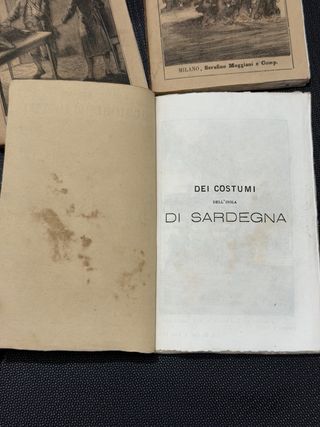 MILANO, Serafino Muggiani e Comp.
DEI COSTUMI
DELL'ISOLA
DI SARDEGNA